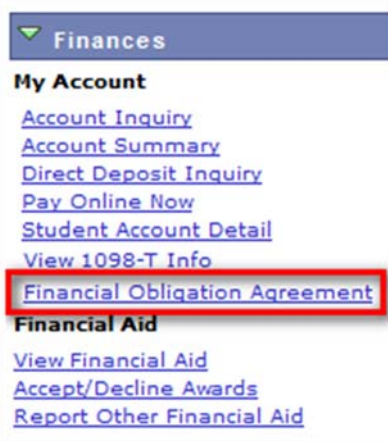 Finances
My Account
Account Inquiry
Account Summary
Direct Deposit Inquiry
Pay Online Now
Student Account Detail
View 1098-T Info
Financial Obligation Agreement
Financial Aid
View Financial Aid
Accept/Decline Awards
Report Other Financial Aid